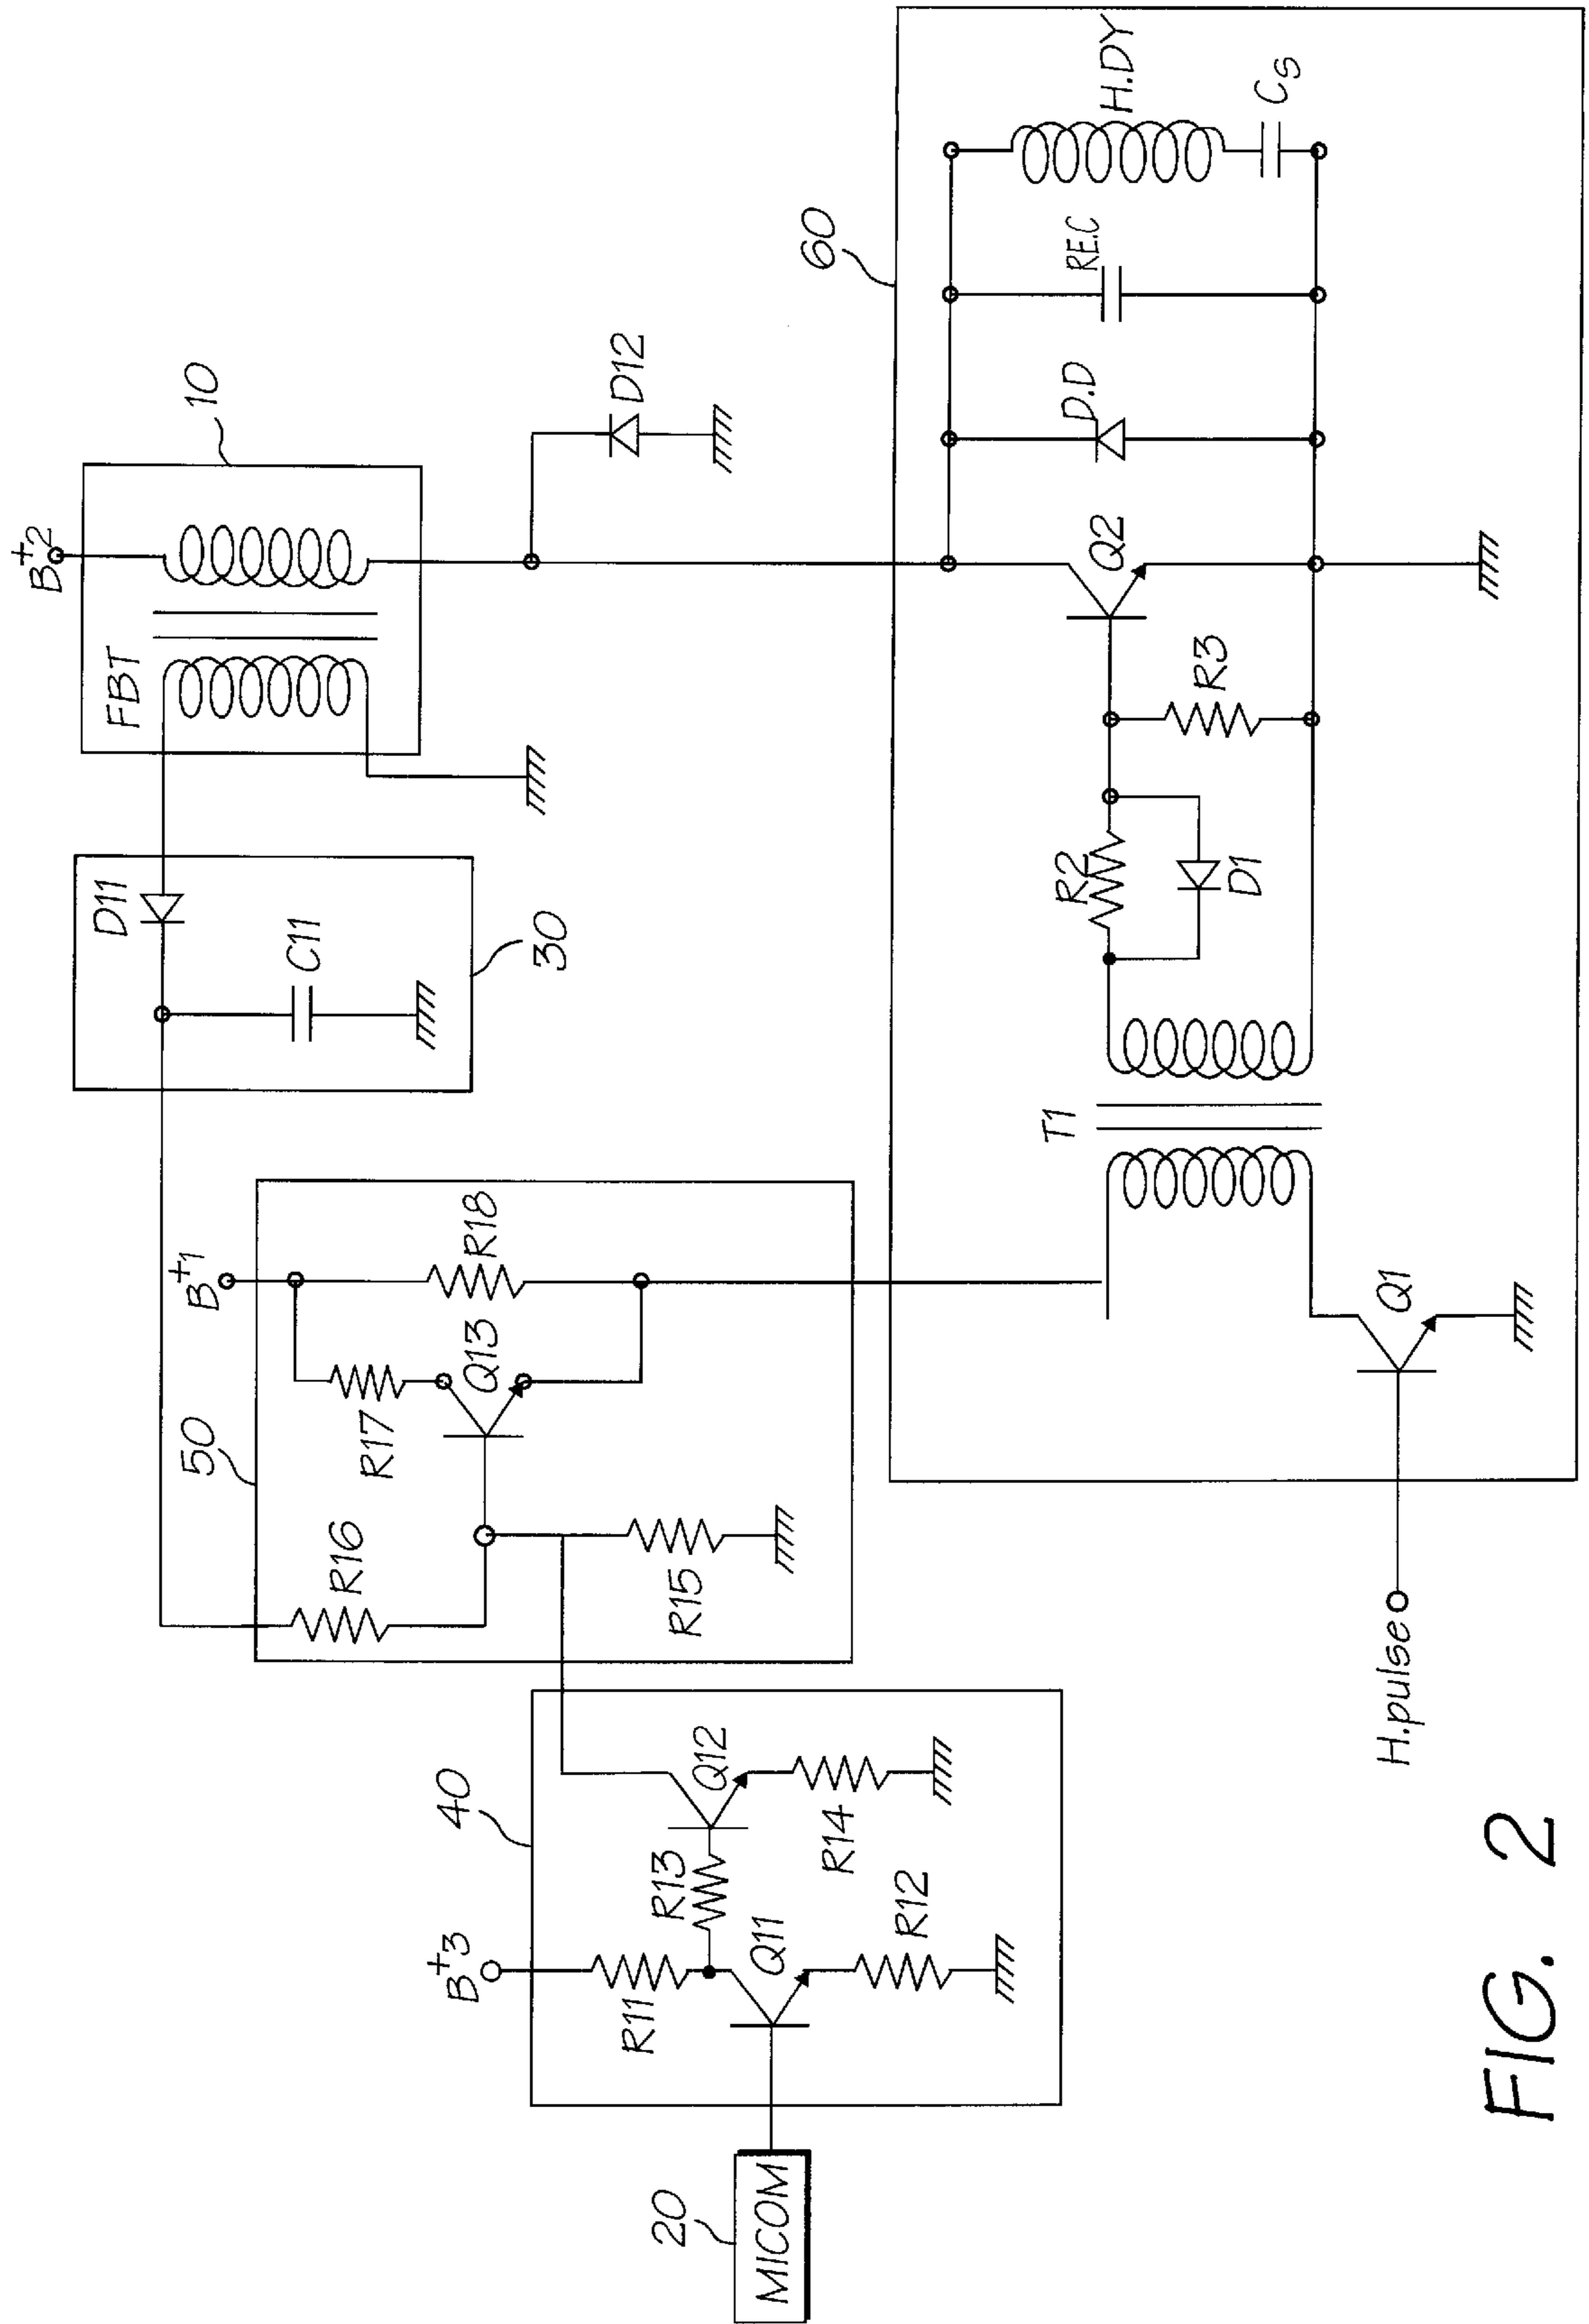 B+2
10
FBT
D12
D11
C11
30
B+1
50
R18
R17
Q13
R16
R15
60
H.DY
CS
RE.C
D.D
Q2
R3
R2
D1
T1
Q1
H.pulse
40
B+3
R11
R13
Q12
R14
Q11
R12
20
MICOM
FIG. 2